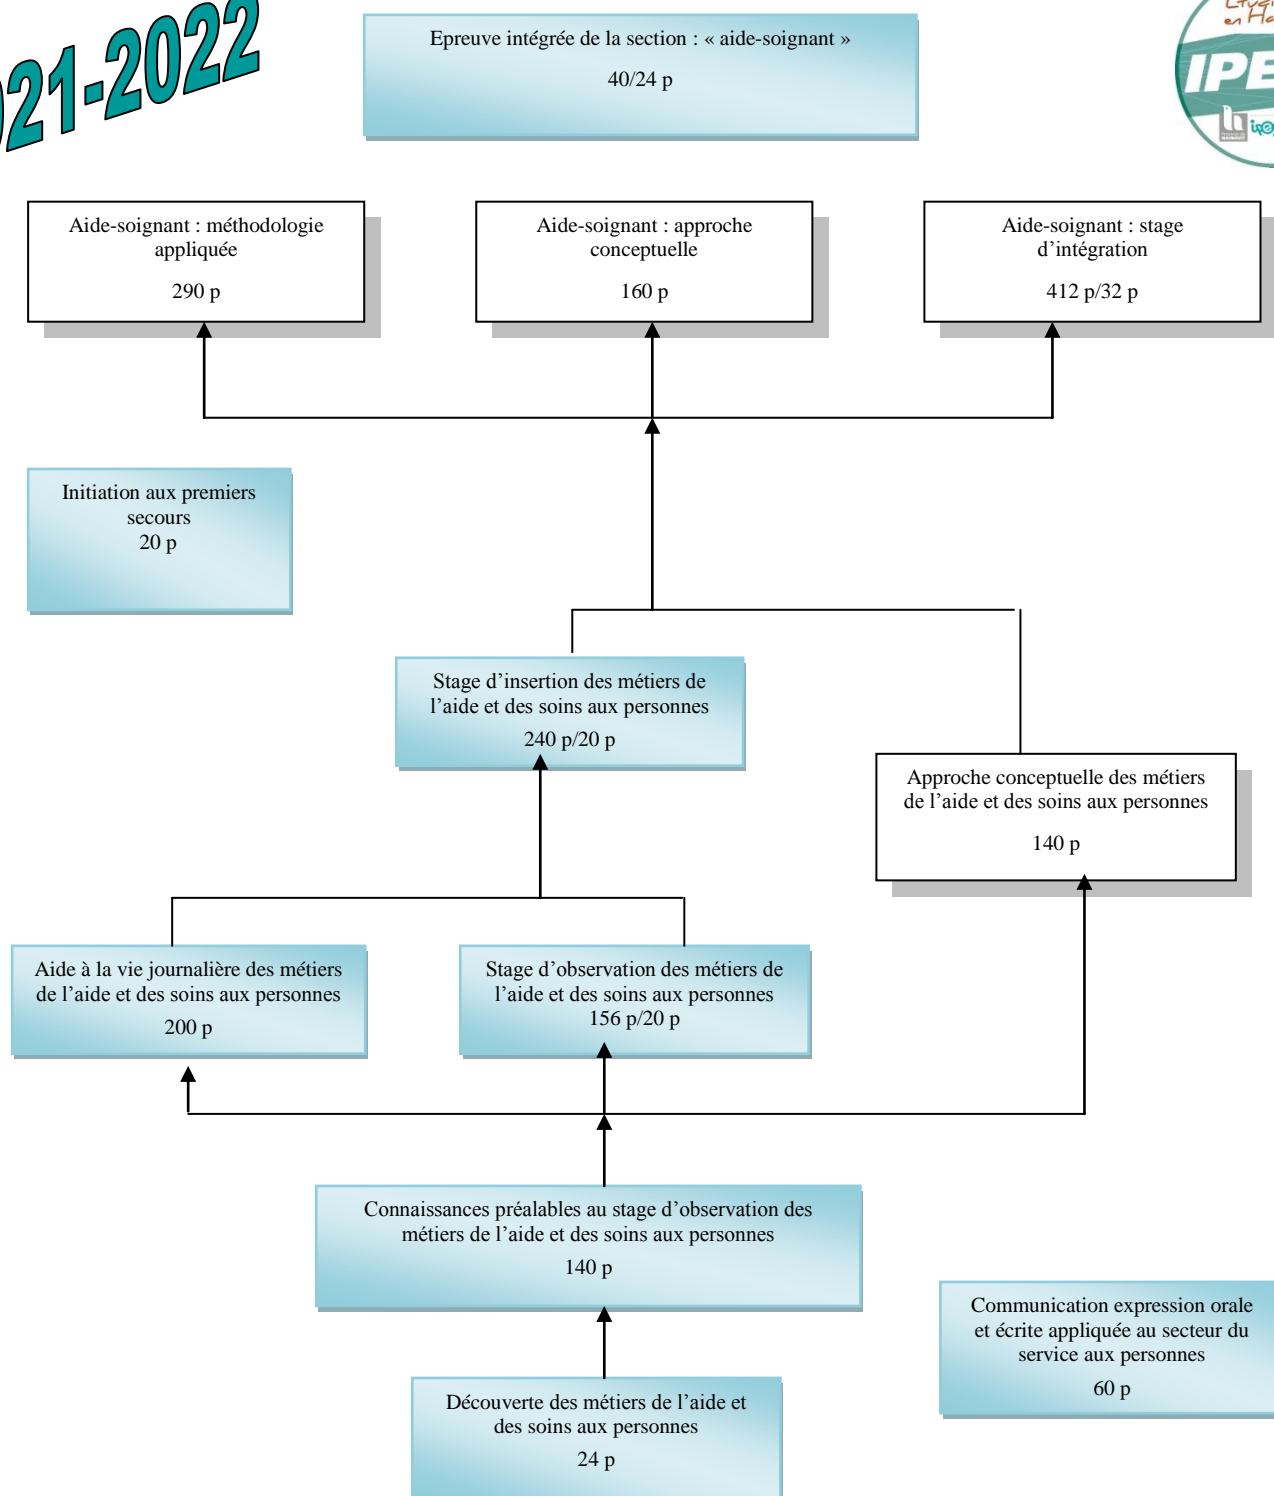 021-2022
Epreuve intégrée de la section : « aide-soignant »
40/24 p
en
IPE
Aide-soignant : méthodologie
appliquée
290 p
Aide-soignant : approche
conceptuelle
160 p
Aide-soignant : stage
d’intégration
412 p/32 p
Initiation aux premiers
secours
20 p
Stage d’insertion des métiers de
l’aide et des soins aux personnes
240 p/20 p
Approche conceptuelle des métiers
de l’aide et des soins aux personnes
140 p
Aide à la vie journalière des métiers
de l’aide et des soins aux personnes
200 p
Stage d’observation des métiers de
l’aide et des soins aux personnes
156 p/20 p
Connaissances préalables au stage d’observation des
métiers de l’aide et des soins aux personnes
140 p
Communication expression orale
et écrite appliquée au secteur du
service aux personnes
60 p
Découverte des métiers de l’aide et
des soins aux personnes
24 p